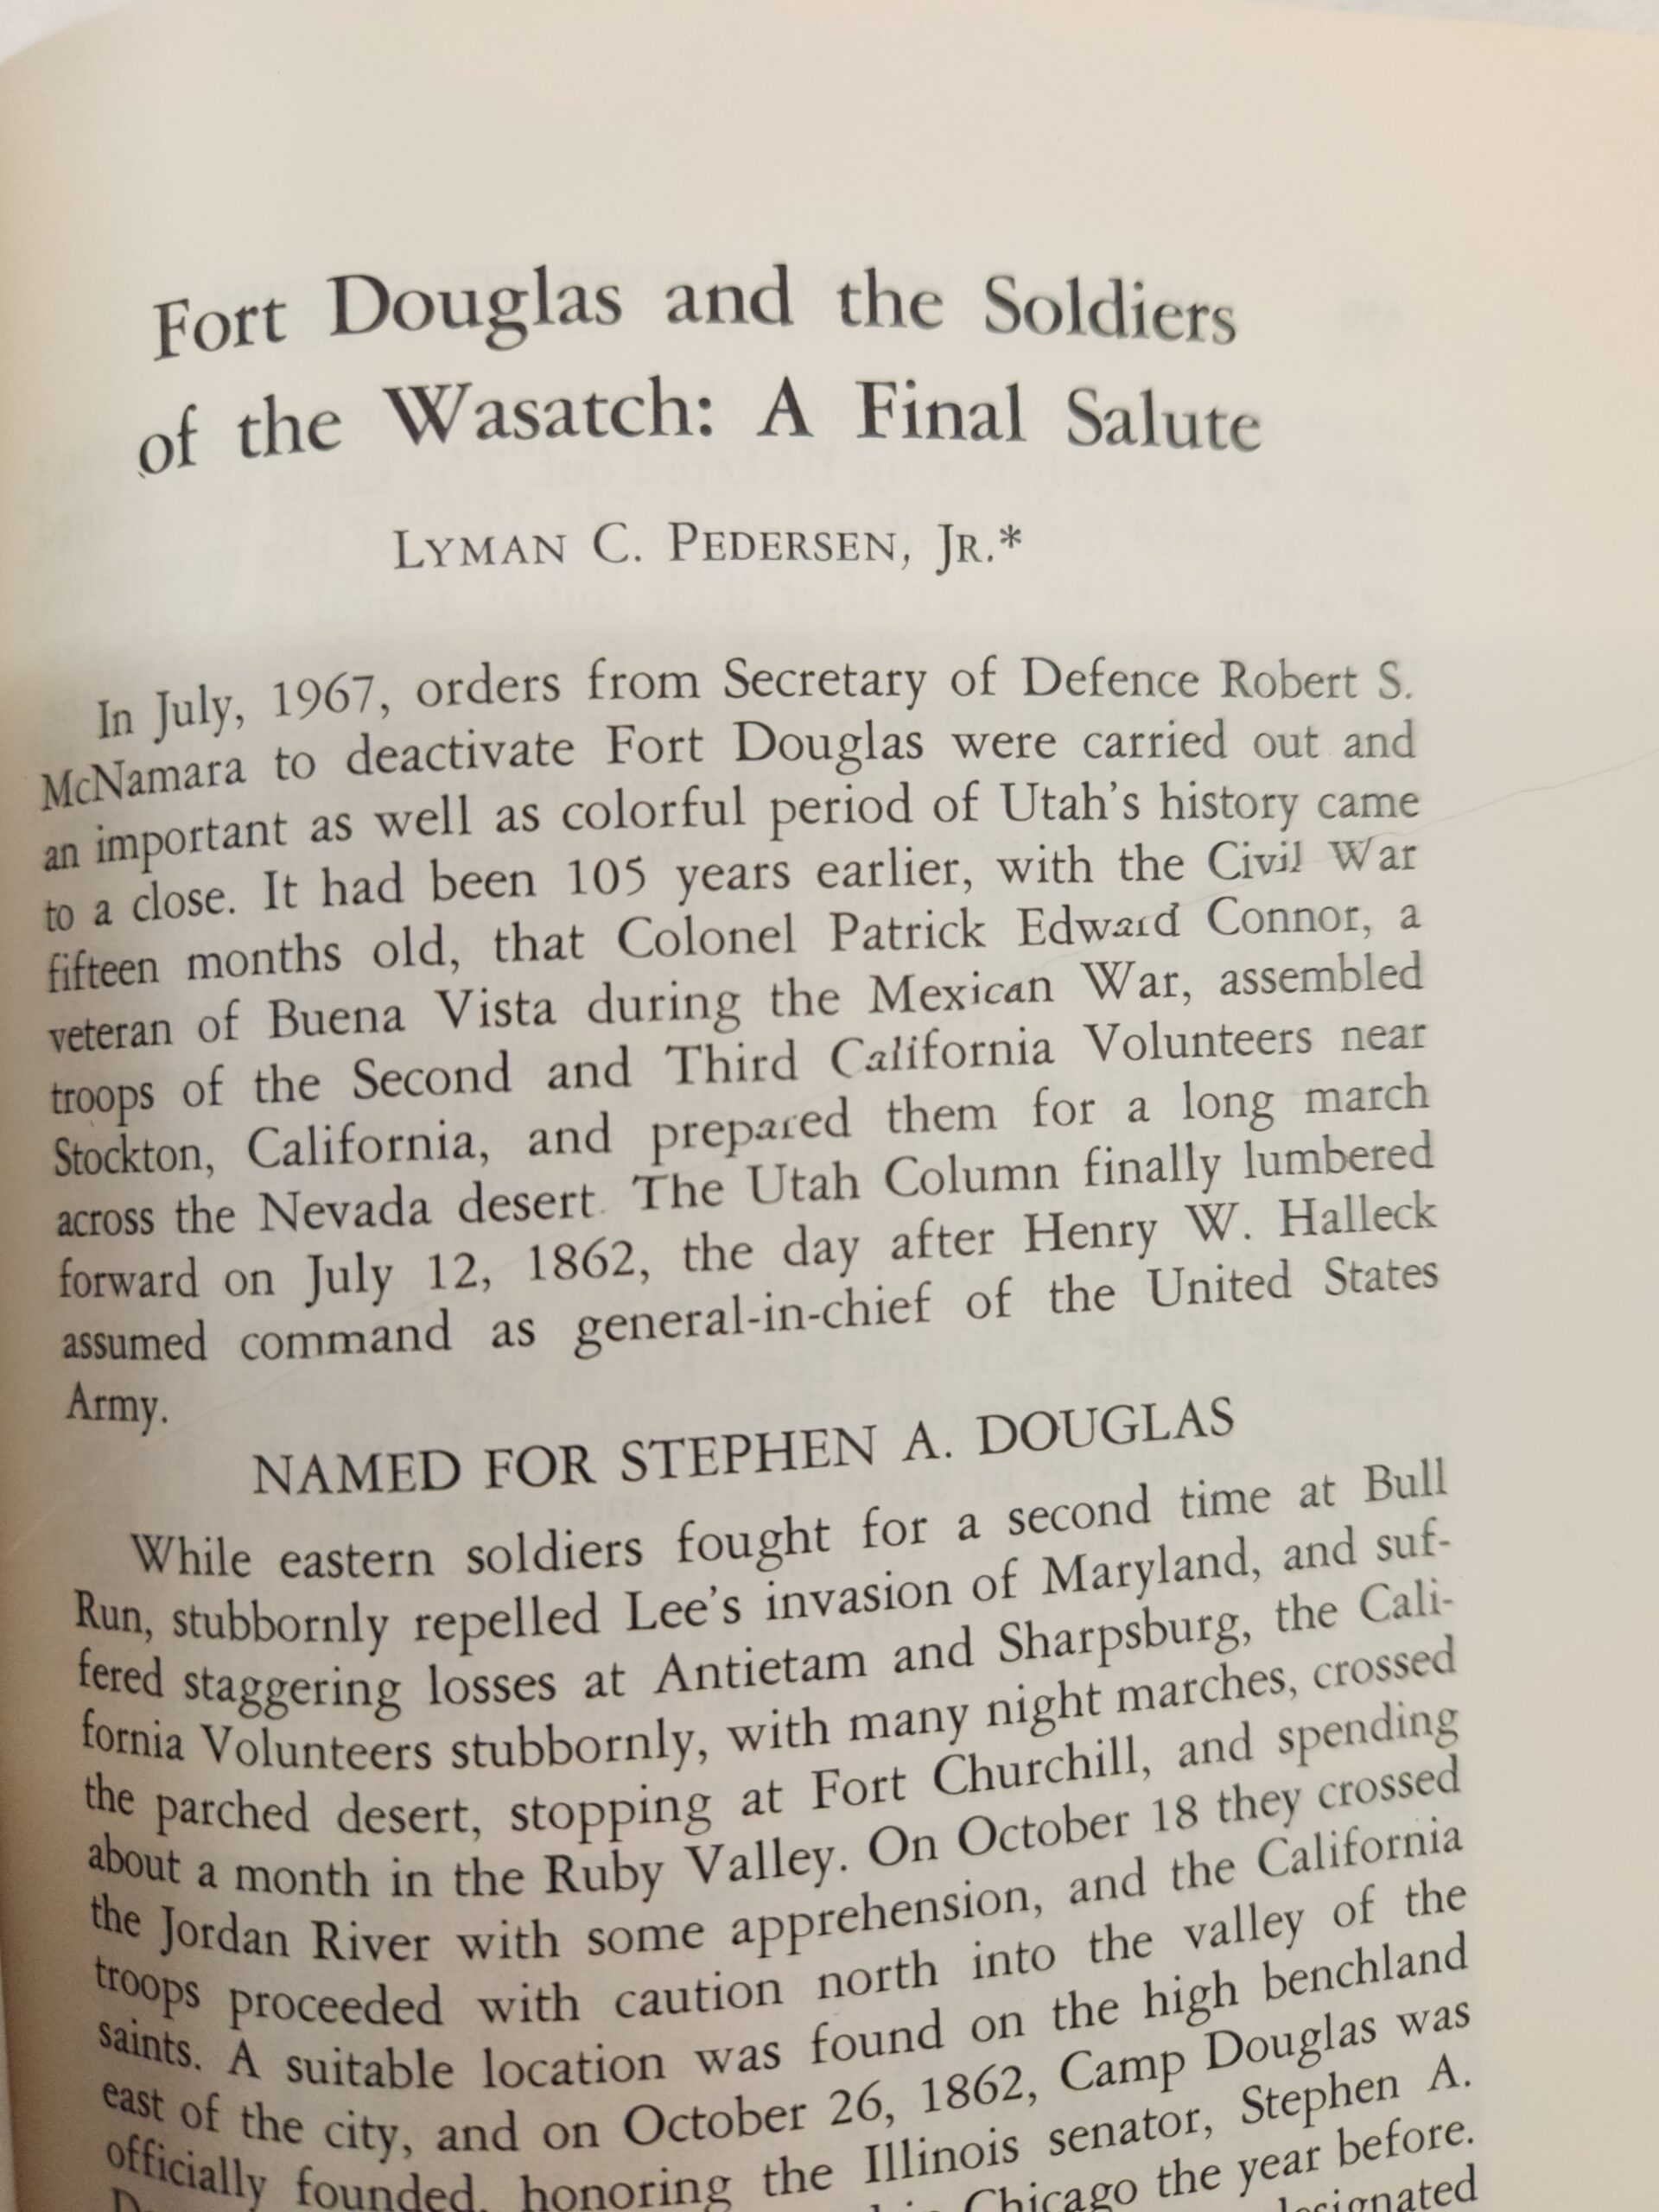 Fort Douglas and the Soldiers
of the Wasatch: A Final Salute
LYMAN C. PEDERSEN, JR.*
In July, 1967, orders from Secretary of Defence Robert S.
McNamara to deactivate Fort Douglas were carried out and
an important as well as colorful period of Utah's history came
to a close. It had been 105 years earlier, with the Civil War
fifteen months old, that Colonel Patrick Edward Connor, a
veteran of Buena Vista during the Mexican War, assembled
troops of the Second and Third California Volunteers near
Stockton, California, and prepared them for a long march
across the Nevada desert. The Utah Column finally lumbered
forward on July 12, 1862, the day after Henry W. Halleck
assumed command as general-in-chief of the United States
Army.
NAMED FOR STEPHEN A. DOUGLAS
While eastern soldiers fought for a second time at Bull
Run, stubbornly repelled Lee's invasion of Maryland, and suf-
fered staggering losses at Antietam and Sharpsburg, the Cali-
fornia Volunteers stubbornly, with many night marches, crossed
the parched desert, stopping at Fort Churchill, and spending
about a month in the Ruby Valley. On October 18 they crossed
the Jordan River with some apprehension, and the California
troops proceeded with caution north into the valley of the
saints. A suitable location was found on the high benchland
east of the city, and on October 26, 1862, Camp Douglas was
officially founded, honoring the Illinois senator, Stephen A.
Chicago the year before.